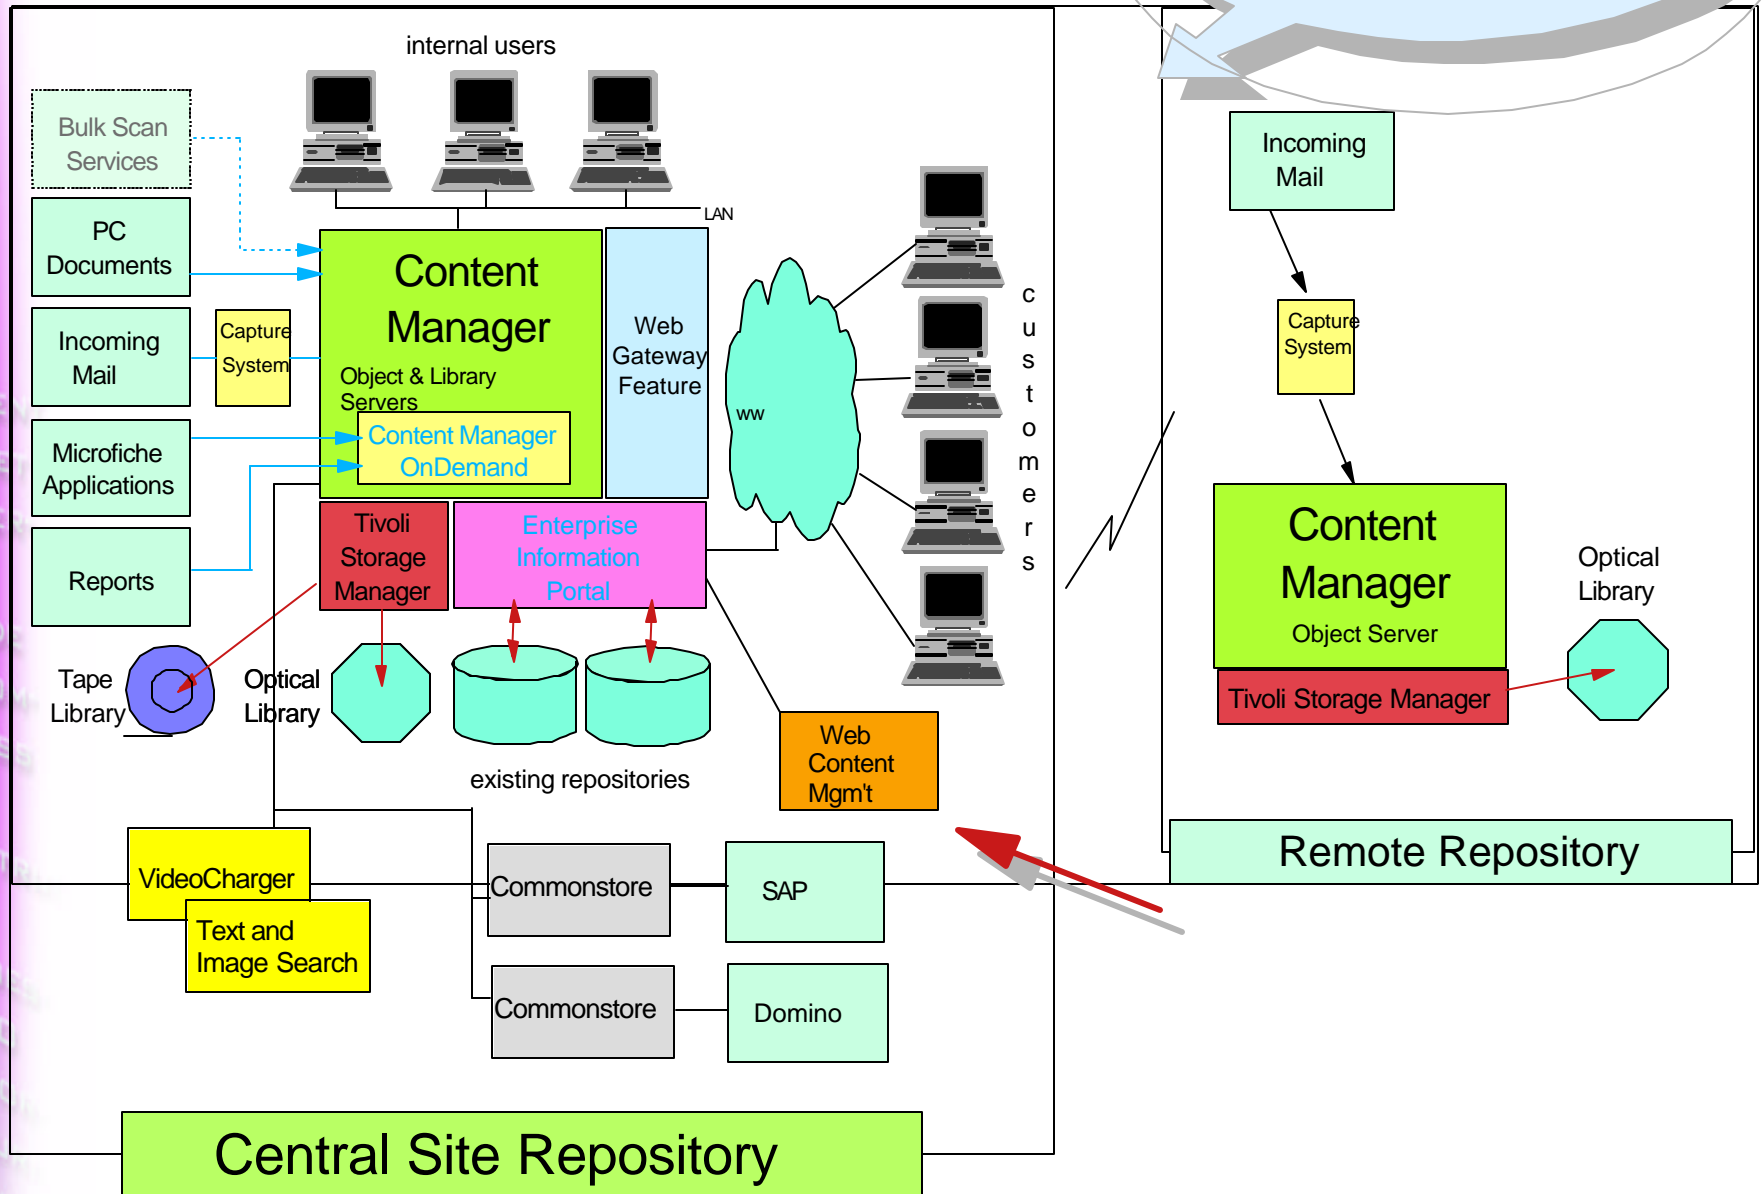 internal users
Bulk Scan
Services
PC
Documents
Incoming
Mail
Capture
System
Microfiche
Applications
Reports
LAN
Content
Manager
Object & Library
Servers
Content Manager
OnDemand
Web
Gateway
Feature
ww
customers
Tivoli
Storage
Manager
Enterprise
Information
Portal
Tape
Library
Optical
Library
existing repositories
Web
Content
Mgm't
VideoCharger
Text and
Image Search
Commonstore
SAP
Commonstore
Domino
Central Site Repository
Incoming
Mail
Capture
System
Content
Manager
Object Server
Tivoli Storage Manager
Optical
Library
Remote Repository